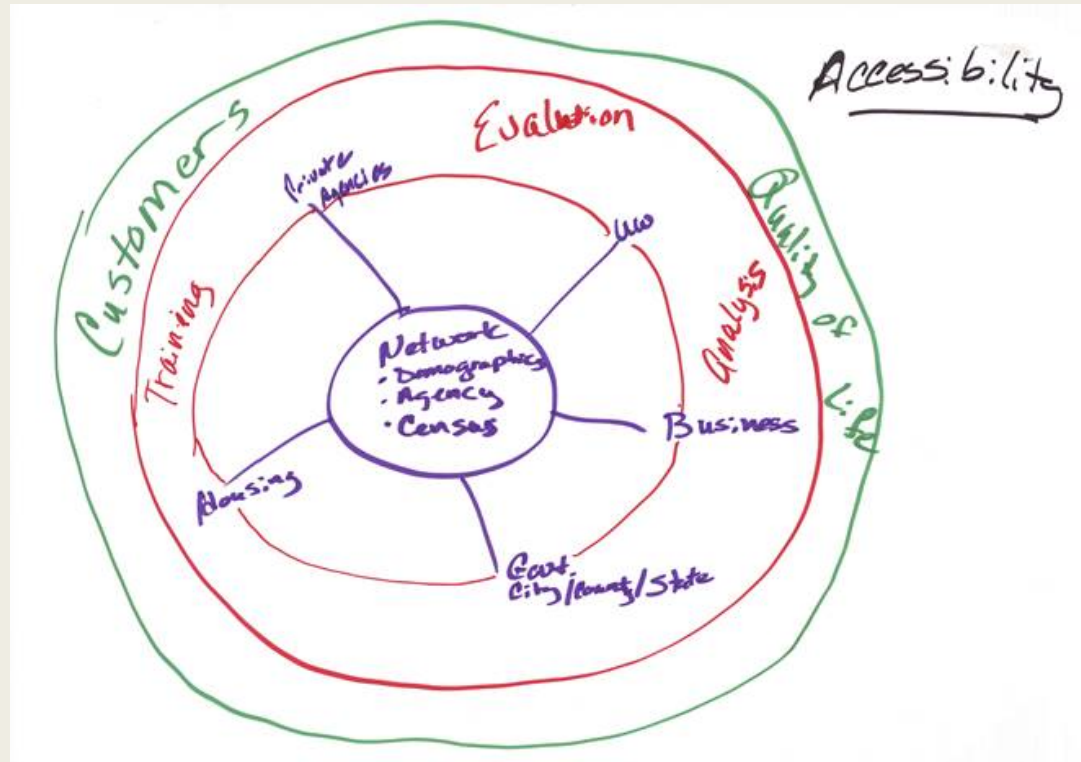 Accessibility
Customers
Evaluation
Private
Agencies
UW
Quality of Life
Training
Analysis
Network
• Demographics
• Agency
• Census
Business
Housing
Govt.
City/County/State